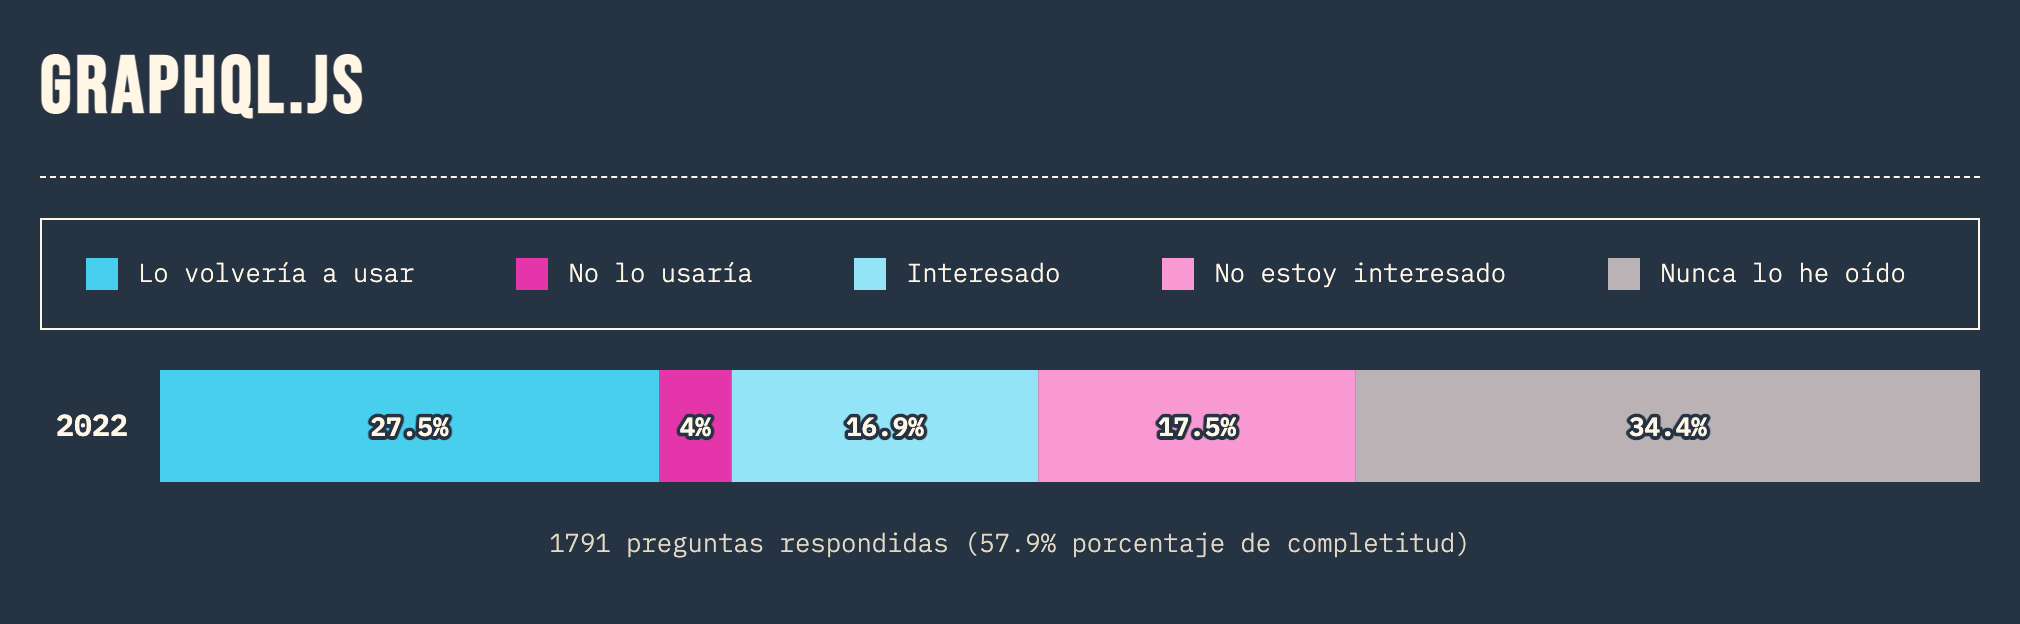 GRAPHQL.JS
Lo volvería a usar No lo usaría Interesado No estoy interesado Nunca lo he oído
2022 27.5% 4% 16.9% 17.5% 34.4%
1791 preguntas respondidas (57.9% porcentaje de completitud)